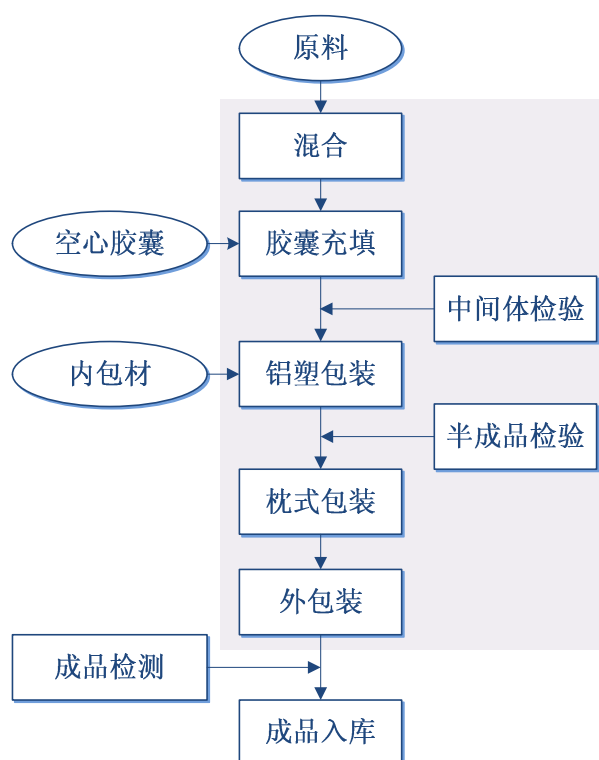 原料
混合
空心胶囊
胶囊充填
中间体检验
内包材
铝塑包装
半成品检验
枕式包装
外包装
成品检测
成品入库